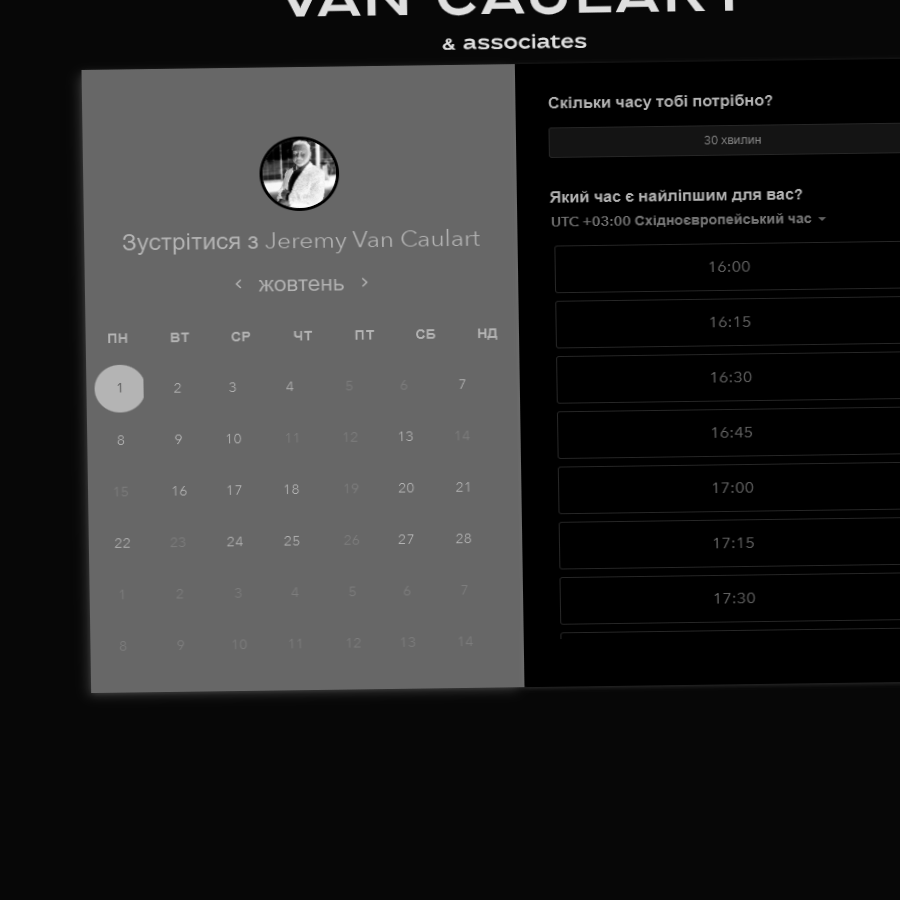 VAN CAULART
& associates
Зустрітися з Jeremy Van Caulart
жовтень
ПН ВТ СР ЧТ ПТ СБ НД
1 2 3 4 5 6 7
8 9 10 11 12 13 14
15 16 17 18 19 20 21
22 23 24 25 26 27 28
1 2 3 4 5 6 7
8 9 10 11 12 13 14
Скільки часу тобі потрібно?
30 хвилин
Який час є найліпшим для вас?
UTC +03:00 Східноєвропейський час
16:00
16:15
16:30
16:45
17:00
17:15
17:30